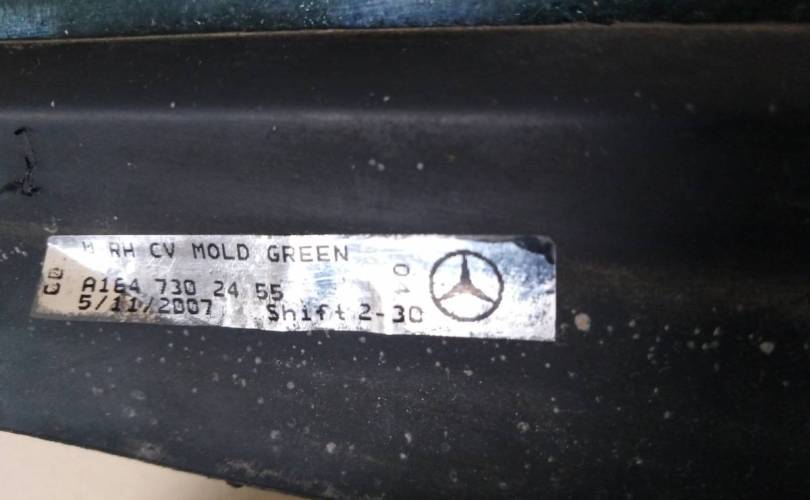 M RH CV MOLD GREEN
A164 730 24 55
5/11/2007 Shift 2-30